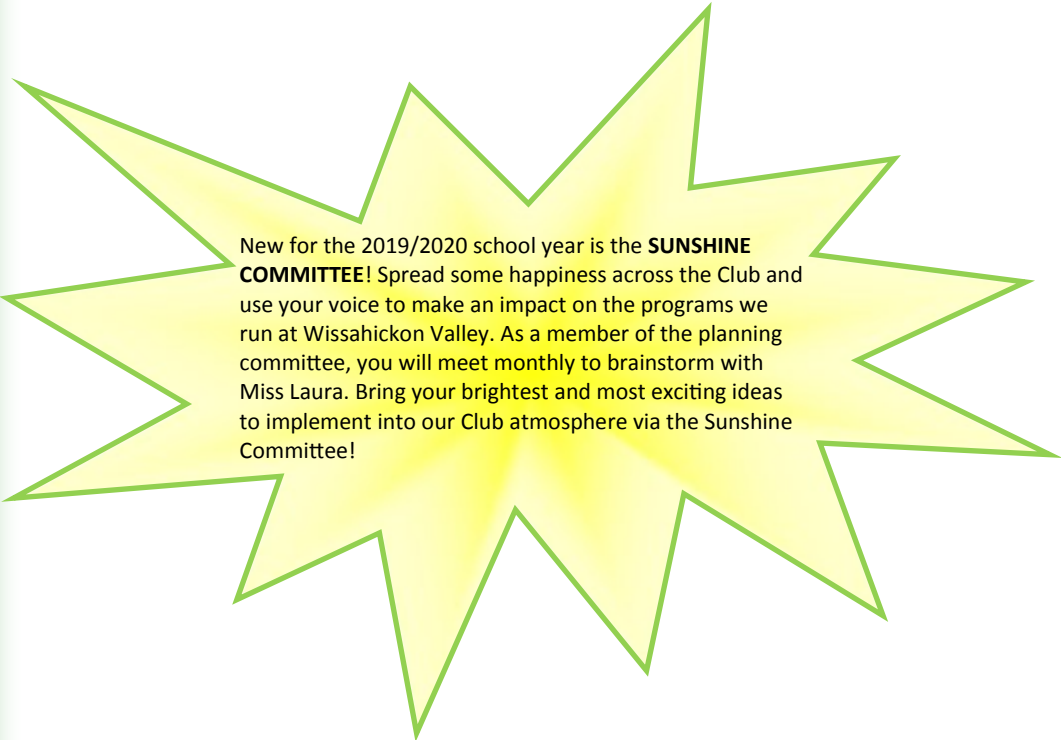 New for the 2019/2020 school year is the SUNSHINE
COMMITTEE! Spread some happiness across the Club and
use your voice to make an impact on the programs we
run at Wissahickon Valley. As a member of the planning
committee, you will meet monthly to brainstorm with
Miss Laura. Bring your brightest and most exciting ideas
to implement into our Club atmosphere via the Sunshine
Committee!